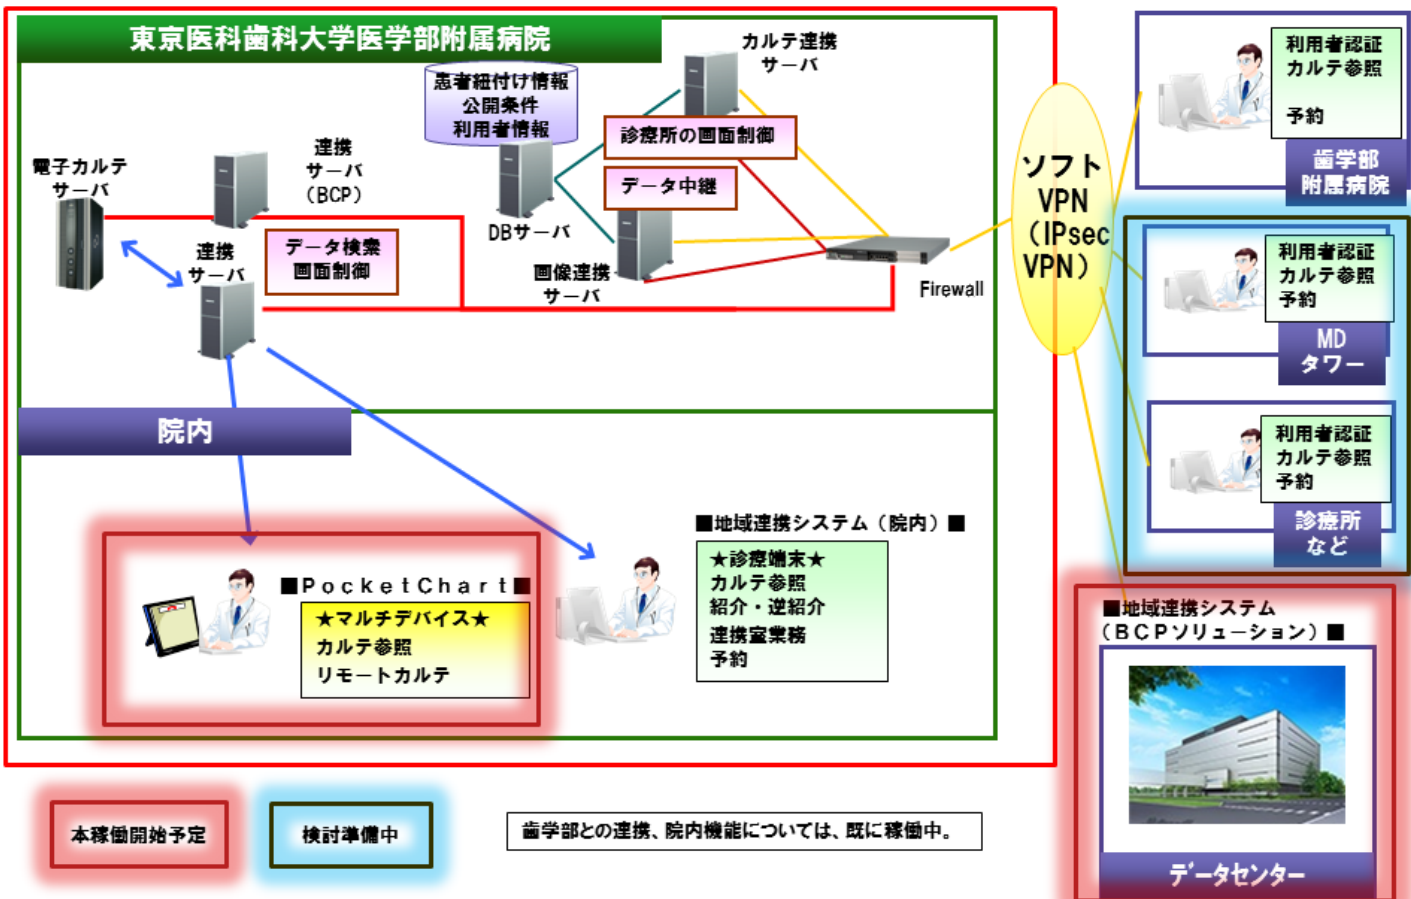 東京医科歯科大学医学部附属病院
カルテ連携
サーバ
患者紐付け情報
公開条件
利用者情報
診療所の画面制御
連携
サーバ
（BCP）
電子カルテ
サーバ
データ中継
DBサーバ
連携
サーバ
データ検索
画面制御
画像連携
サーバ
Firewall
ソフト
VPN
（IPsec
VPN）
利用者認証
カルテ参照
予約
歯学部
附属病院
利用者認証
カルテ参照
予約
MD
タワー
利用者認証
カルテ参照
予約
診療所
など
院内
■PocketChart■
★マルチデバイス★
カルテ参照
リモートカルテ
■地域連携システム（院内）■
★診療端末★
カルテ参照
紹介・逆紹介
連携室業務
予約
■地域連携システム
（BCPソリューション）■
データセンター
本稼働開始予定
検討準備中
歯学部との連携、院内機能については、既に稼働中。